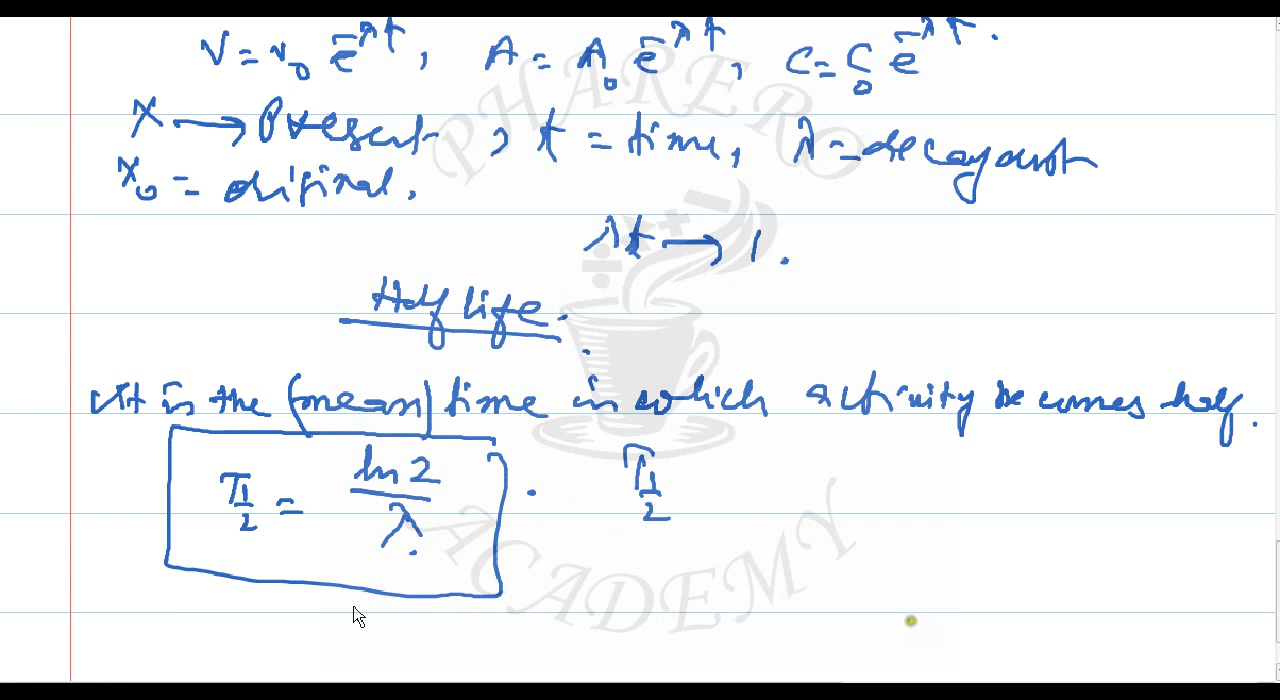 V = V₀ e^-λt, A = A₀ e^-λt, C = C₀ e^-λt.
X → Present, t = time, λ = decay const
X₀ = original.
λt → 1.
Half life.
It is the (mean) time in which activity becomes half.
T1/2 = ln 2 / λ. T1/2
PHARERO
ACADEMY